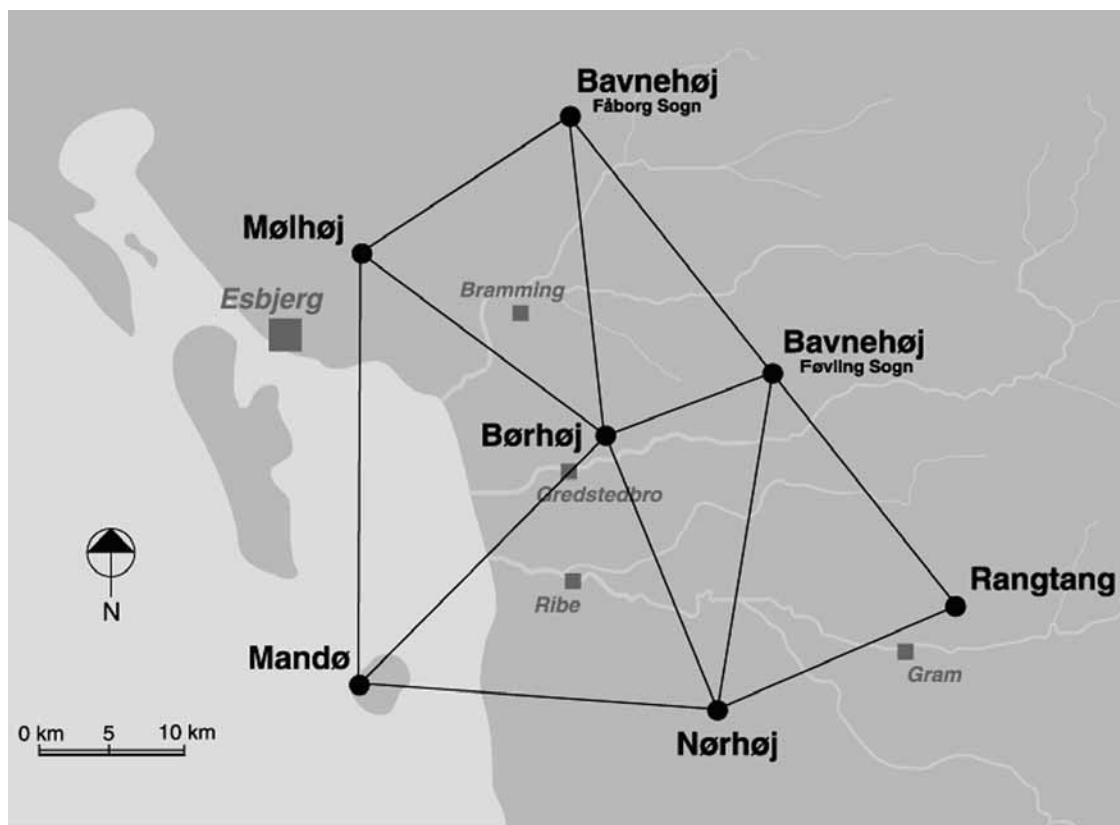 Bavnehøj
Fåborg Sogn
Mølhøj
Esbjerg
Bramming
Bavnehøj
Føvling Sogn
Børhøj
Gredstedbro
Ribe
Rangtang
N
Mandø
Gram
0 km 5 10 km
Nørhøj